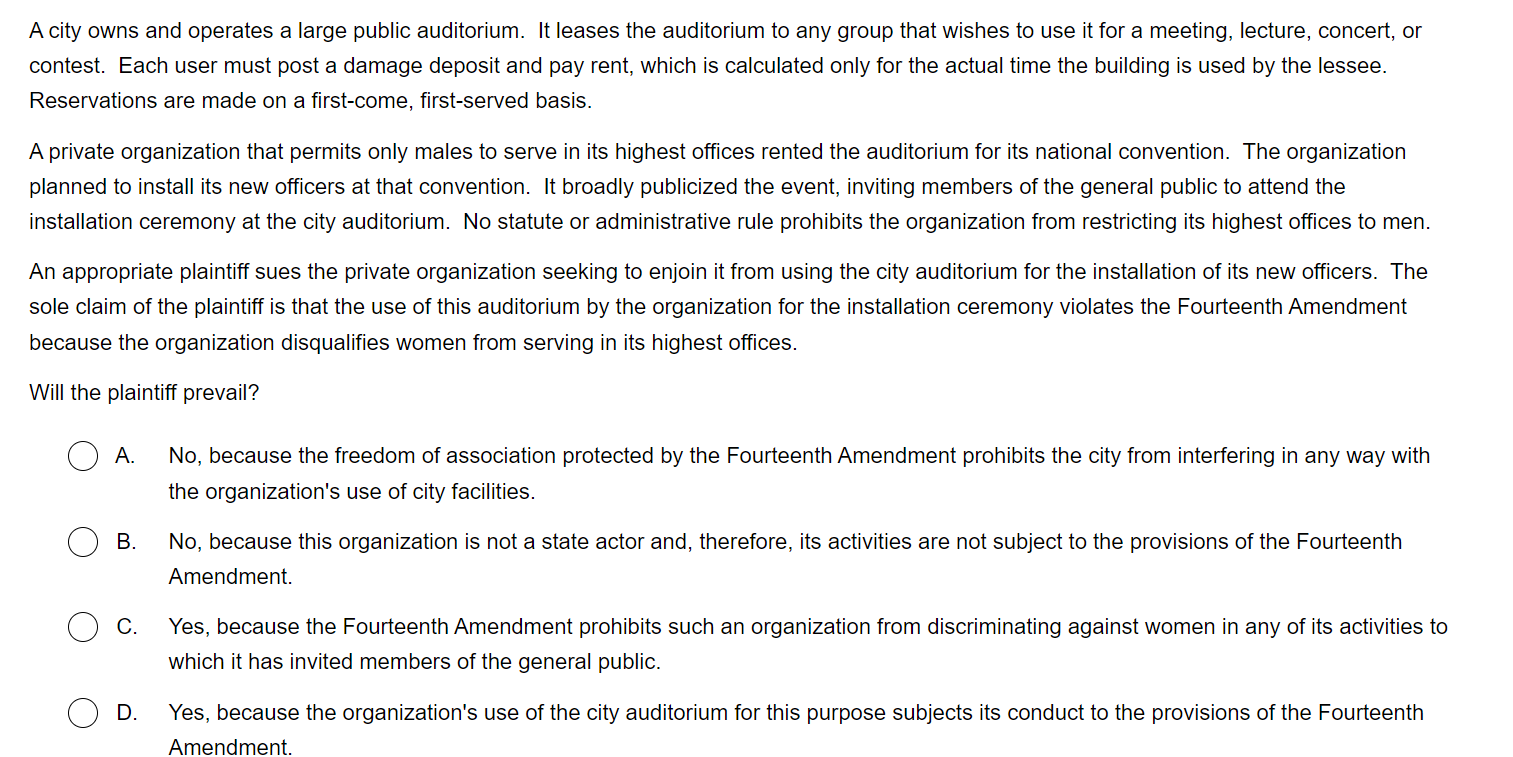 A city owns and operates a large public auditorium.  It leases the auditorium to any group that wishes to use it for a meeting, lecture, concert, or
contest.  Each user must post a damage deposit and pay rent, which is calculated only for the actual time the building is used by the lessee.
Reservations are made on a first-come, first-served basis.
A private organization that permits only males to serve in its highest offices rented the auditorium for its national convention.  The organization
planned to install its new officers at that convention.  It broadly publicized the event, inviting members of the general public to attend the
installation ceremony at the city auditorium.  No statute or administrative rule prohibits the organization from restricting its highest offices to men.
An appropriate plaintiff sues the private organization seeking to enjoin it from using the city auditorium for the installation of its new officers.  The
sole claim of the plaintiff is that the use of this auditorium by the organization for the installation ceremony violates the Fourteenth Amendment
because the organization disqualifies women from serving in its highest offices.
Will the plaintiff prevail?
A. No, because the freedom of association protected by the Fourteenth Amendment prohibits the city from interfering in any way with
the organization's use of city facilities.
B. No, because this organization is not a state actor and, therefore, its activities are not subject to the provisions of the Fourteenth
Amendment.
C. Yes, because the Fourteenth Amendment prohibits such an organization from discriminating against women in any of its activities to
which it has invited members of the general public.
D. Yes, because the organization's use of the city auditorium for this purpose subjects its conduct to the provisions of the Fourteenth
Amendment.